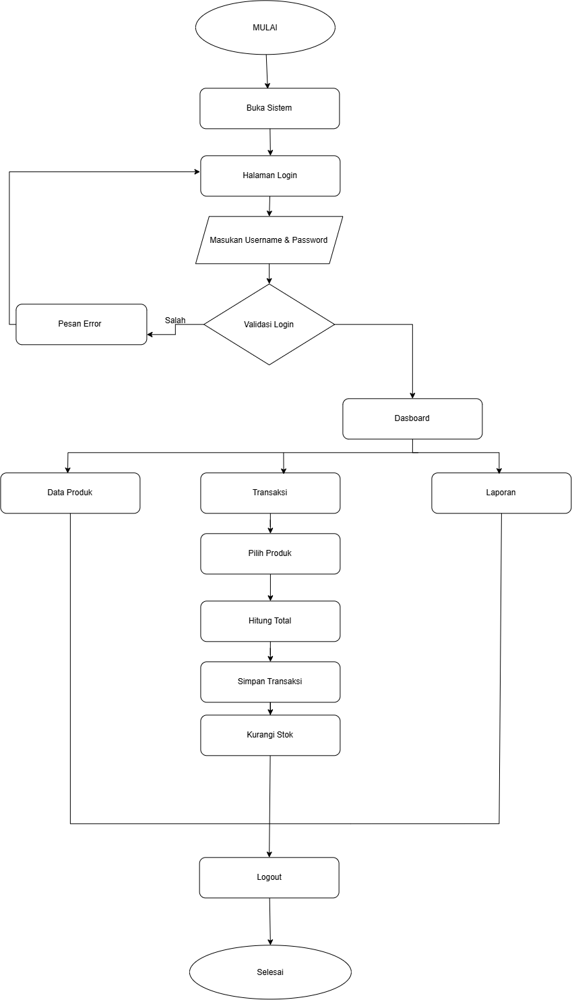 MULAI
Buka Sistem
Halaman Login
Masukan Username & Password
Validasi Login
Salah
Pesan Error
Dasboard
Data Produk
Transaksi
Laporan
Pilih Produk
Hitung Total
Simpan Transaksi
Kurangi Stok
Logout
Selesai